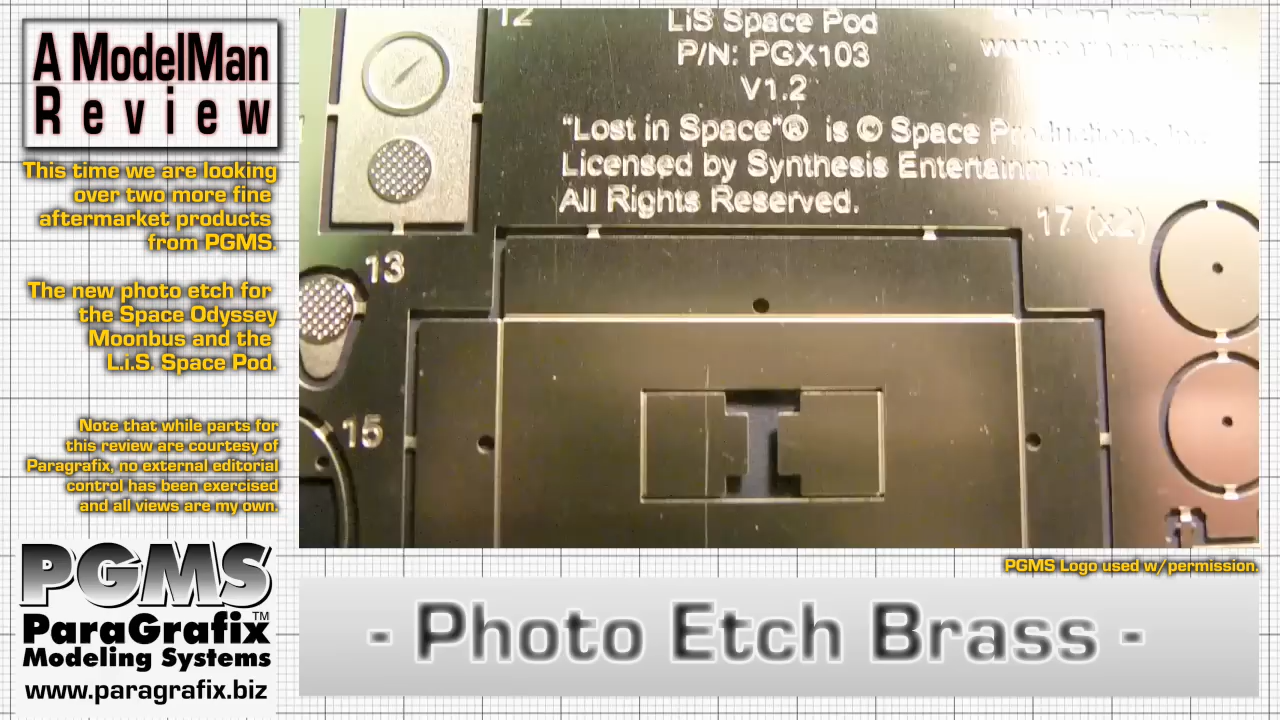 A ModelMan
Review
This time we are looking
over two more fine
aftermarket products
from PGMS.
The new photo etch for
the Space Odyssey
Moonbus and the
L.i.S. Space Pod.
Note that while parts for
this review are courtesy of
Paragrafix, no external editorial
control has been exercised
and all views are my own.
PGMS
ParaGrafix™
Modeling Systems
www.paragrafix.biz
12
LiS Space Pod
P/N: PGX103
V1.2
"Lost in Space"® is © Space Productions, Inc.
Licensed by Synthesis Entertainment.
All Rights Reserved.
13
17 (x2)
15
PGMS Logo used w/permission.
- Photo Etch Brass -